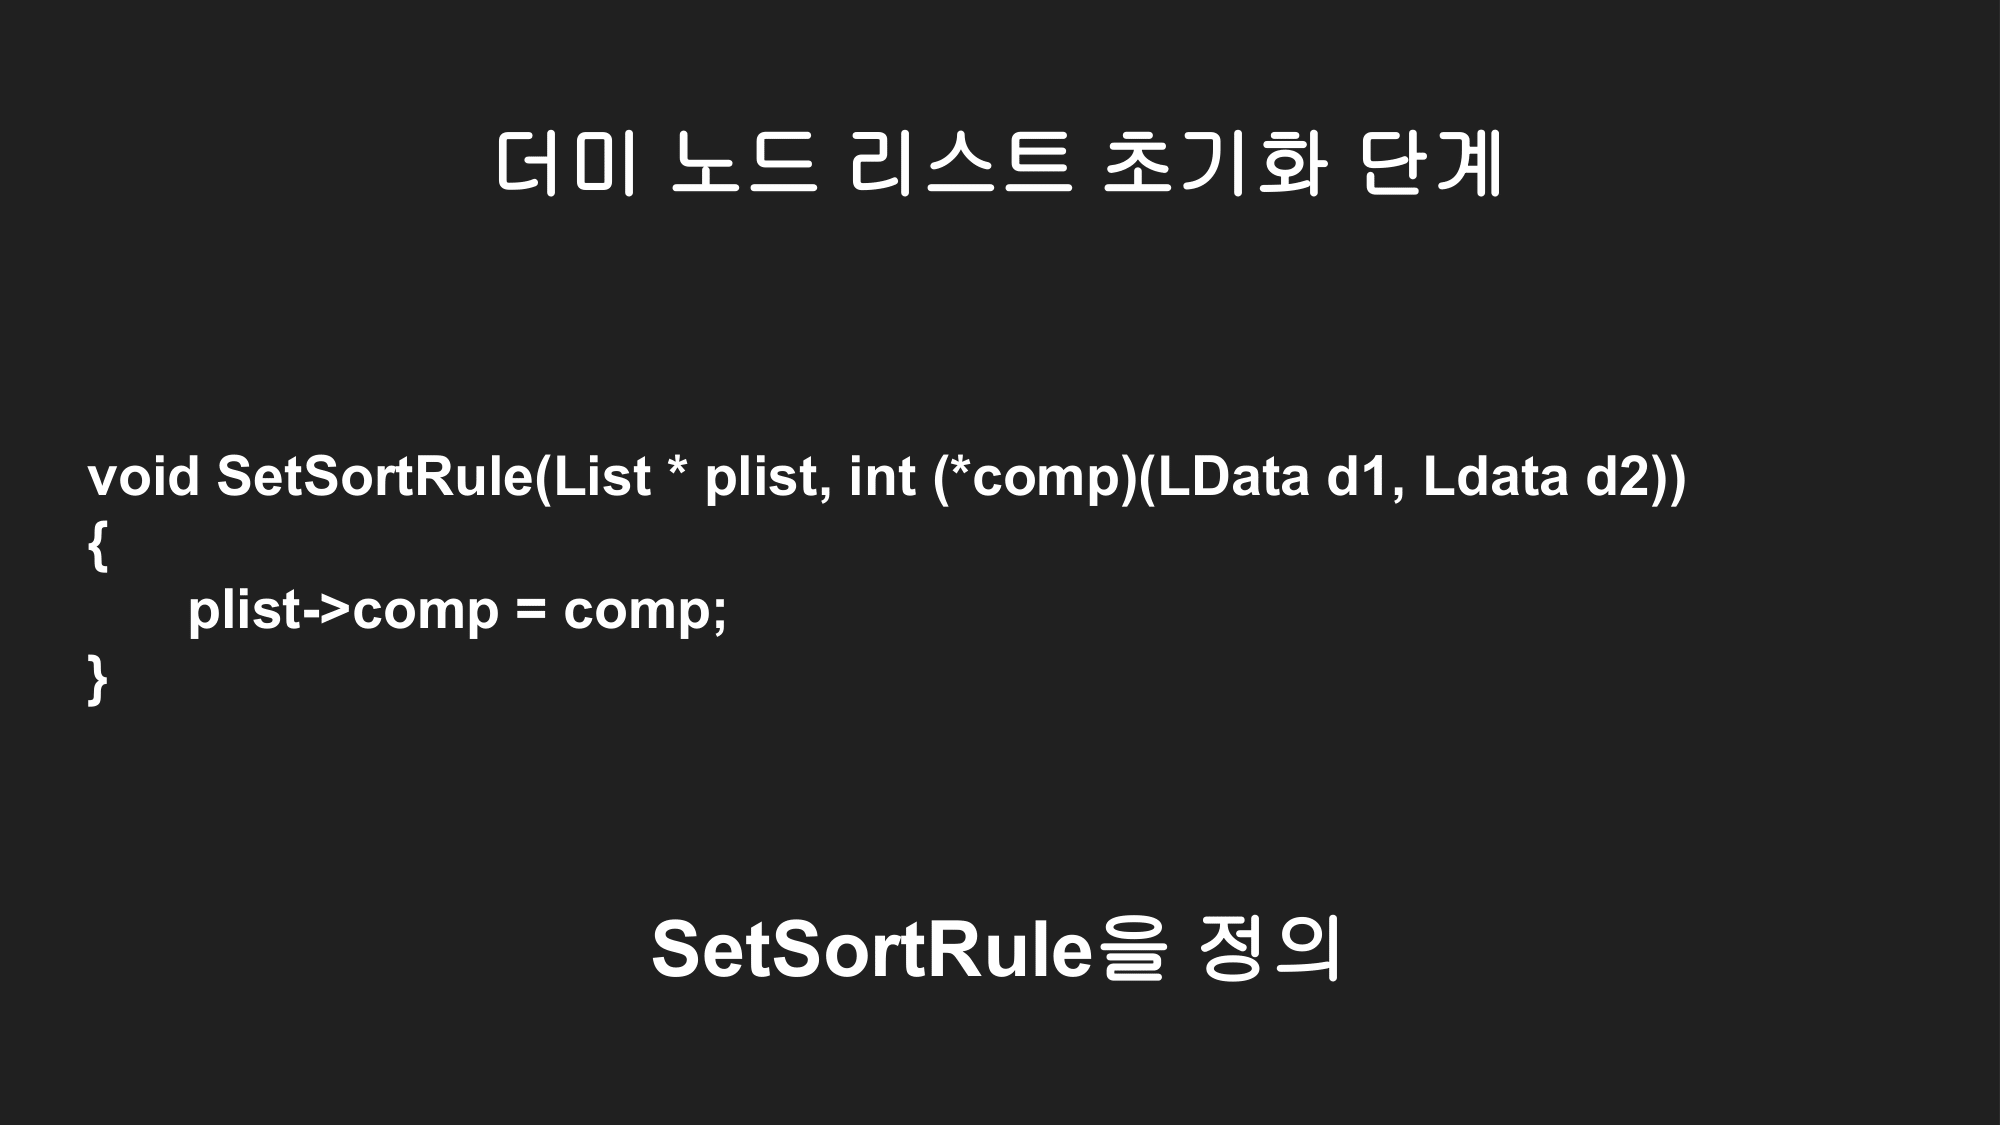 더미 노드 리스트 초기화 단계
void SetSortRule(List * plist, int (*comp)(LData d1, Ldata d2))
{
plist->comp = comp;
}
SetSortRule을 정의